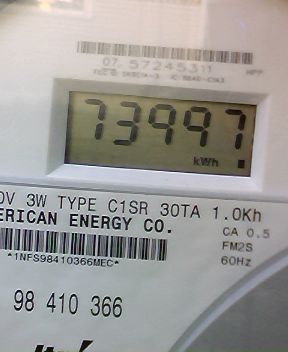 07 57245311
HPP
73997
kWh
0V 3W TYPE C1SR 30TA 1.0Kh
ERICAN ENERGY CO.
CA 0.5
FM2S
60Hz
*1NFS98410366MEC*
98 410 366